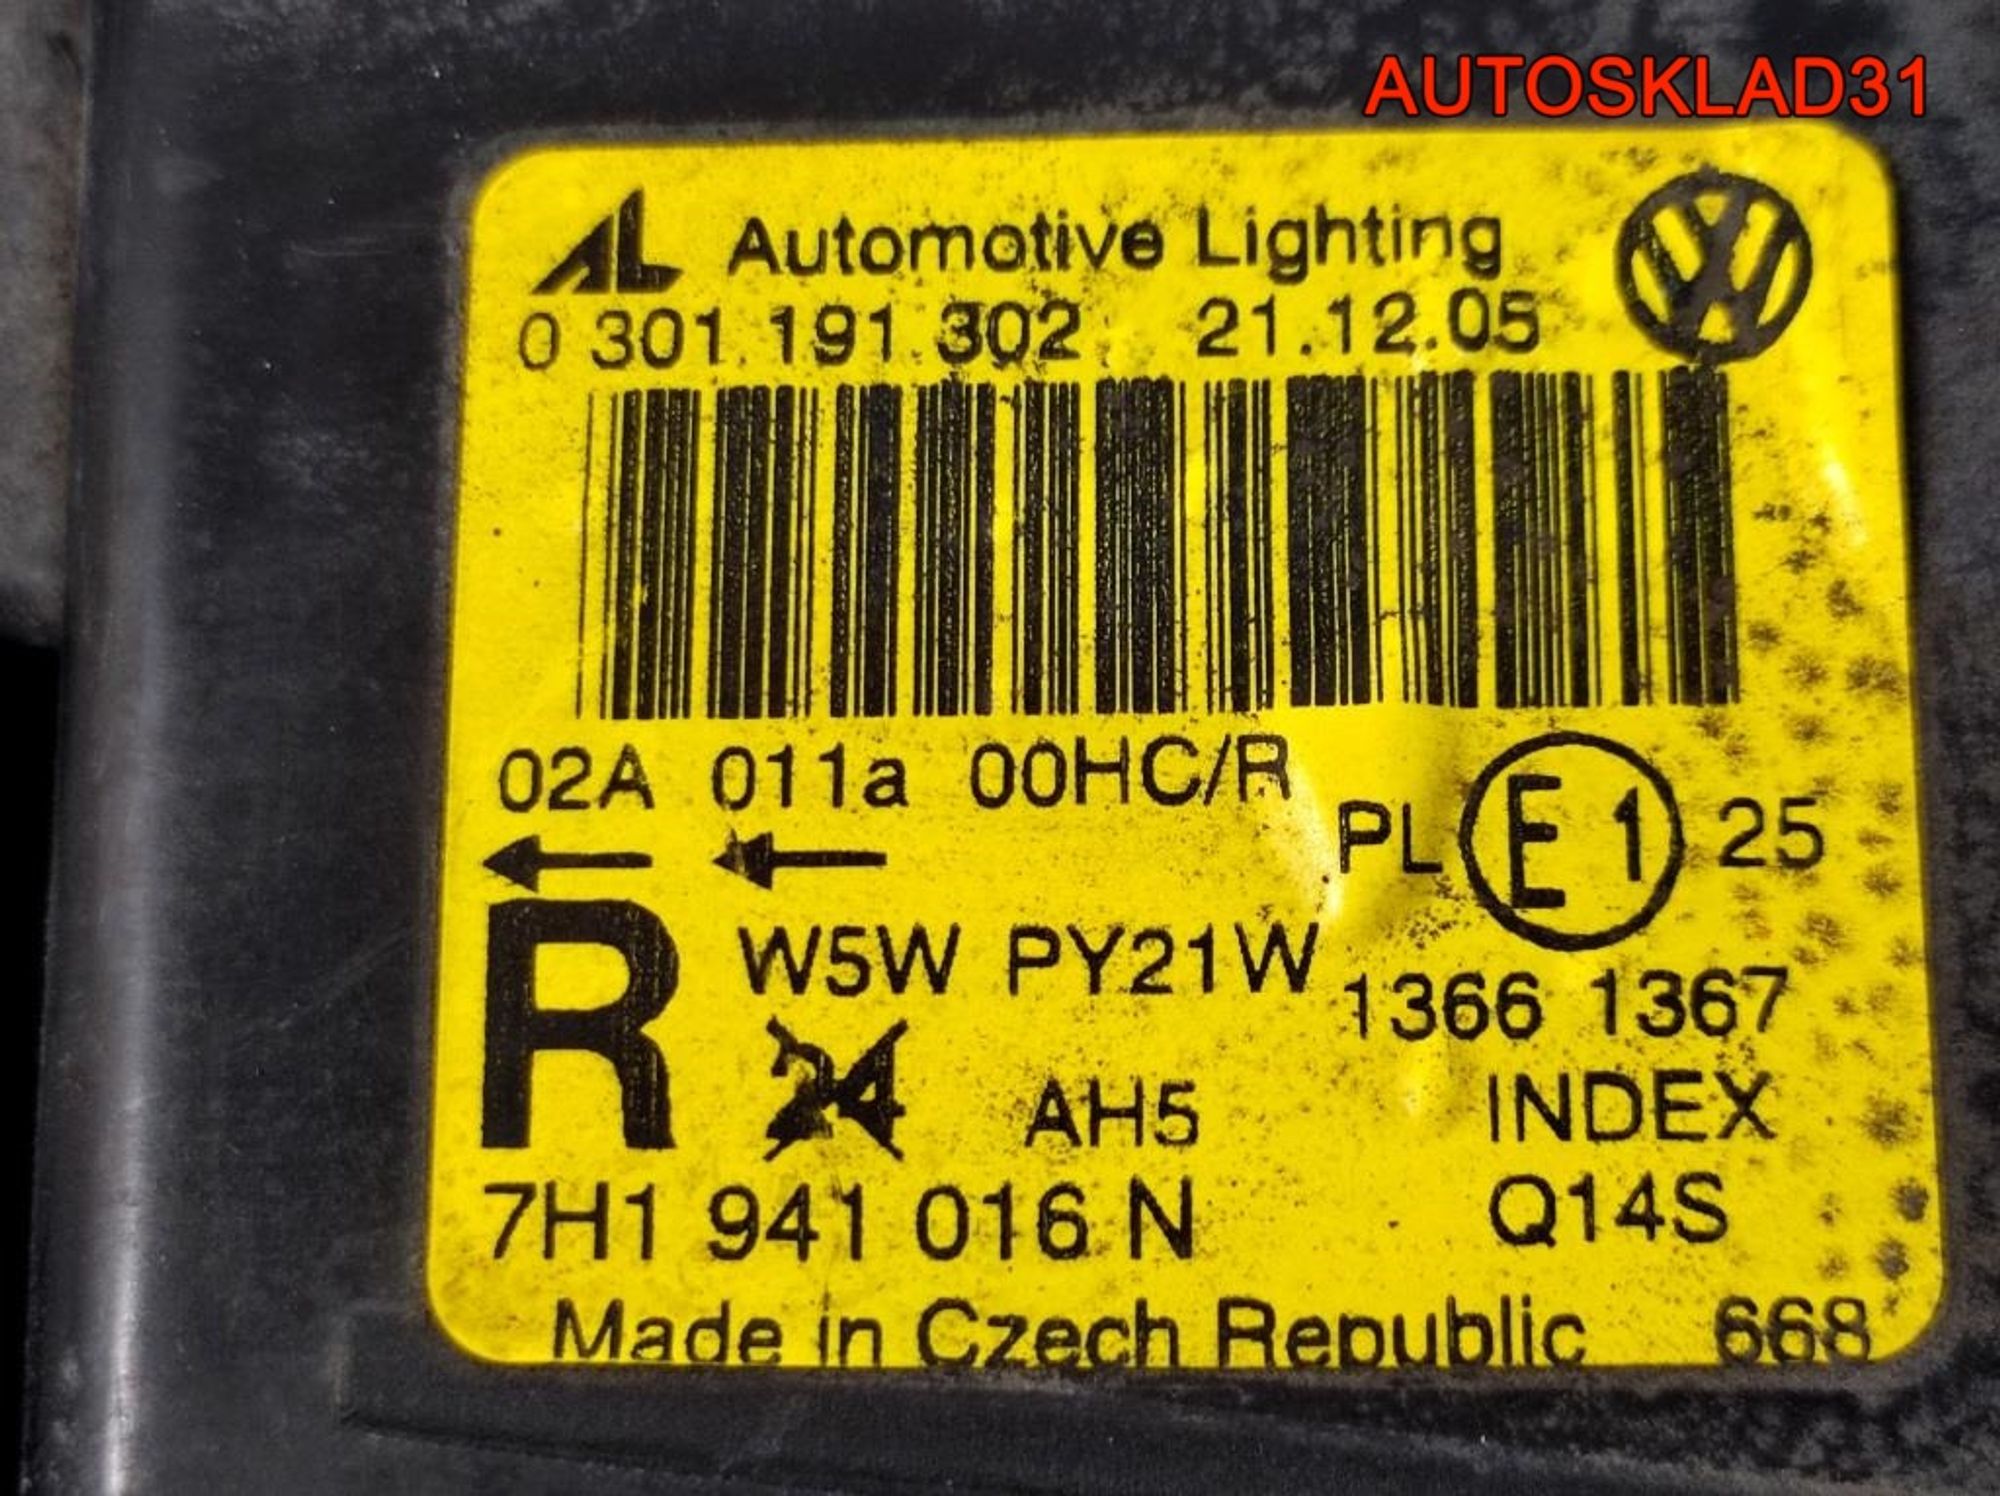 AUTOSKLAD31
AL Automotive Lighting
0 301.191.302 21.12.05
02A 011a 00HC/R
PL E1 25
R W5W PY21W
1366 1367
24 AH5 INDEX
7H1 941 016 N Q14S
Made in Czech Republic 668